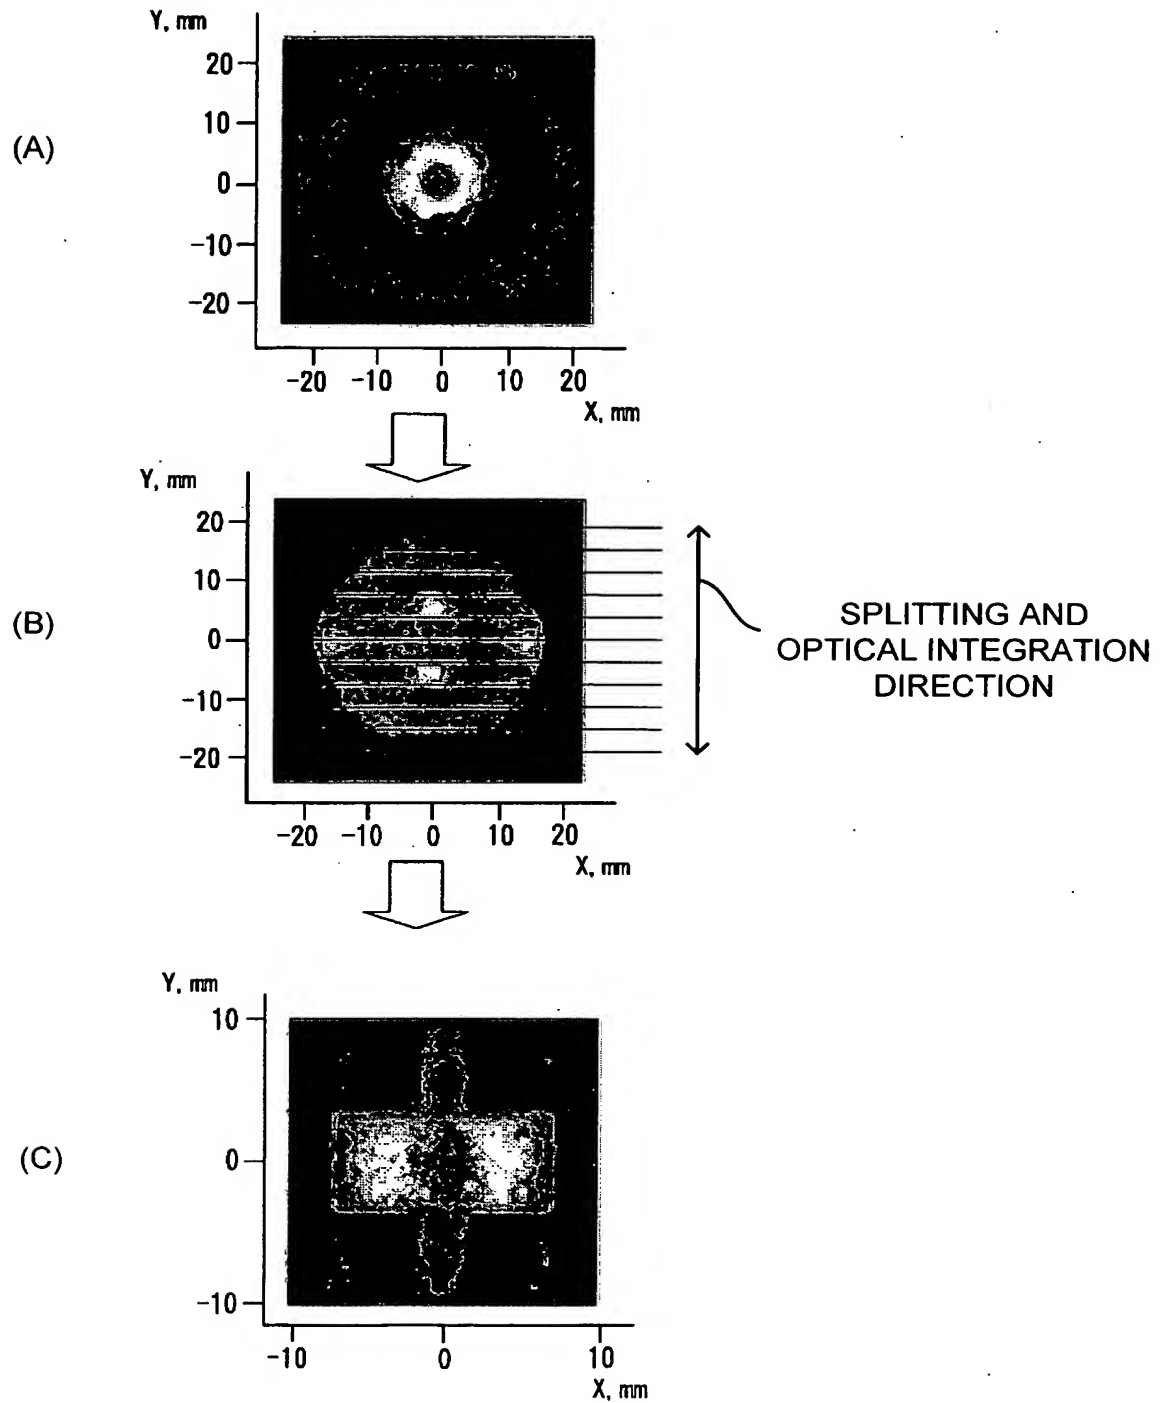 Y, mm
20
10
(A)
0
-10
-20
-20 -10 0 10 20
X, mm
Y, mm
20
10
(B)
0
-10
-20
SPLITTING AND
OPTICAL INTEGRATION
DIRECTION
-20 -10 0 10 20
X, mm
Y, mm
10
(C)
0
-10
-10 0 10
X, mm